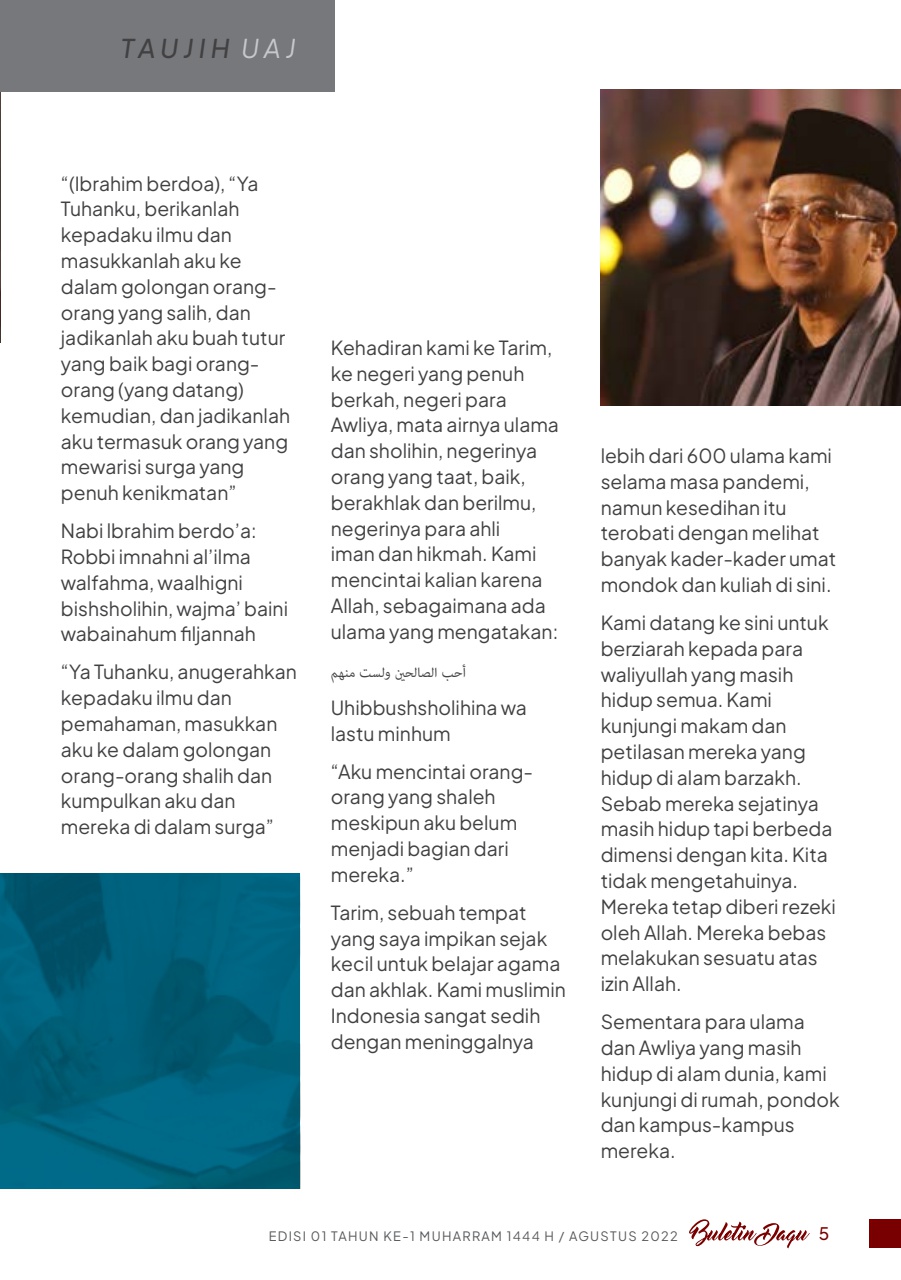 TAUJIH UAJ
“(Ibrahim berdoa), “Ya
Tuhanku, berikanlah
kepadaku ilmu dan
masukkanlah aku ke
dalam golongan orang-
orang yang salih, dan
jadikanlah aku buah tutur
yang baik bagi orang-
orang (yang datang)
kemudian, dan jadikanlah
aku termasuk orang yang
mewarisi surga yang
penuh kenikmatan”
Nabi Ibrahim berdo’a:
Robbi imnahni al’ilma
walfahma, waalhigni
bishsholihin, wajma’ baini
wabainahum filjannah
“Ya Tuhanku, anugerahkan
kepadaku ilmu dan
pemahaman, masukkan
aku ke dalam golongan
orang-orang shalih dan
kumpulkan aku dan
mereka di dalam surga”
Kehadiran kami ke Tarim,
ke negeri yang penuh
berkah, negeri para
Awliya, mata airnya ulama
dan sholihin, negerinya
orang yang taat, baik,
berakhlak dan berilmu,
negerinya para ahli
iman dan hikmah. Kami
mencintai kalian karena
Allah, sebagaimana ada
ulama yang mengatakan:
أحب الصالحين ولست منهم
Uhibbushsholihina wa
lastu minhum
“Aku mencintai orang-
orang yang shaleh
meskipun aku belum
menjadi bagian dari
mereka.”
Tarim, sebuah tempat
yang saya impikan sejak
kecil untuk belajar agama
dan akhlak. Kami muslimin
Indonesia sangat sedih
dengan meninggalnya
lebih dari 600 ulama kami
selama masa pandemi,
namun kesedihan itu
terobati dengan melihat
banyak kader-kader umat
mondok dan kuliah di sini.
Kami datang ke sini untuk
berziarah kepada para
waliyullah yang masih
hidup semua. Kami
kunjungi makam dan
petilasan mereka yang
hidup di alam barzakh.
Sebab mereka sejatinya
masih hidup tapi berbeda
dimensi dengan kita. Kita
tidak mengetahuinya.
Mereka tetap diberi rezeki
oleh Allah. Mereka bebas
melakukan sesuatu atas
izin Allah.
Sementara para ulama
dan Awliya yang masih
hidup di alam dunia, kami
kunjungi di rumah, pondok
dan kampus-kampus
mereka.
EDISI 01 TAHUN KE-1 MUHARRAM 1444 H / AGUSTUS 2022 Buletin Daqu 5